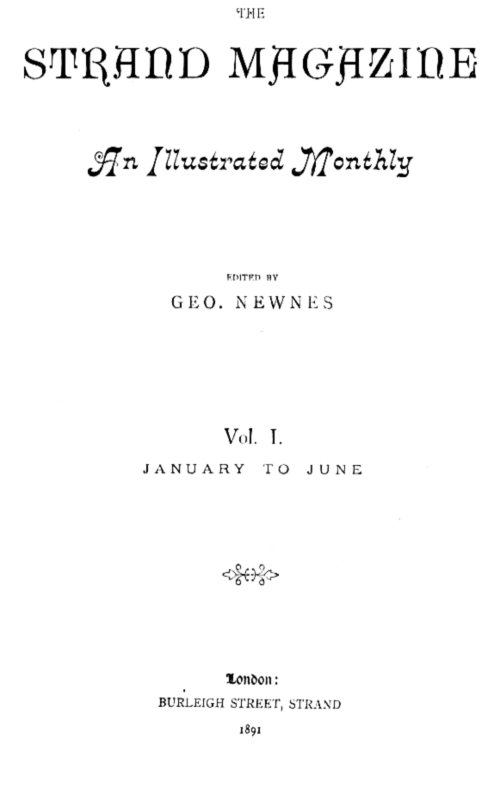 THE
STRAND MAGAZINE
An Illustrated Monthly
EDITED BY
GEO. NEWNES
Vol. I.
JANUARY TO JUNE
London:
BURLEIGH STREET, STRAND
1891